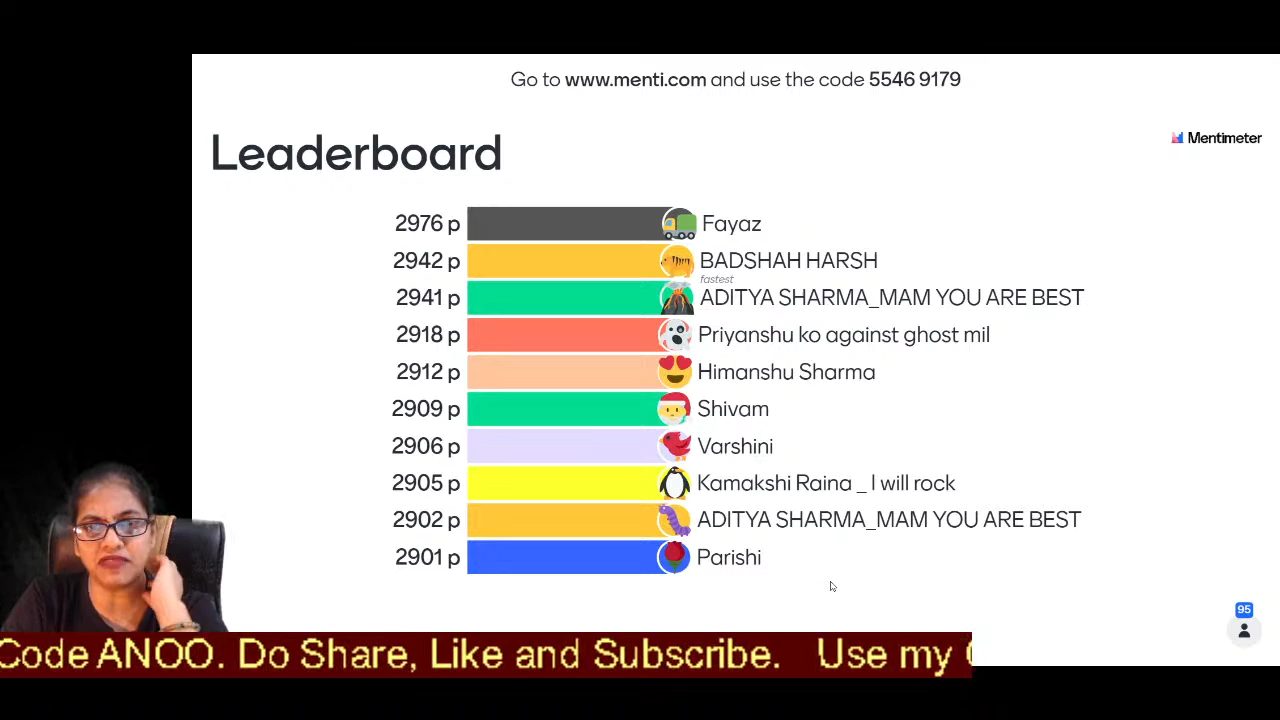 Go to www.menti.com and use the code 5546 9179
Leaderboard
Mentimeter
2976 p Fayaz
2942 p BADSHAH HARSH
fastest
2941 p ADITYA SHARMA_MAM YOU ARE BEST
2918 p Priyanshu ko against ghost mil
2912 p Himanshu Sharma
2909 p Shivam
2906 p Varshini
2905 p Kamakshi Raina _ I will rock
2902 p ADITYA SHARMA_MAM YOU ARE BEST
2901 p Parishi
95
Code ANOO. Do Share, Like and Subscribe. Use my